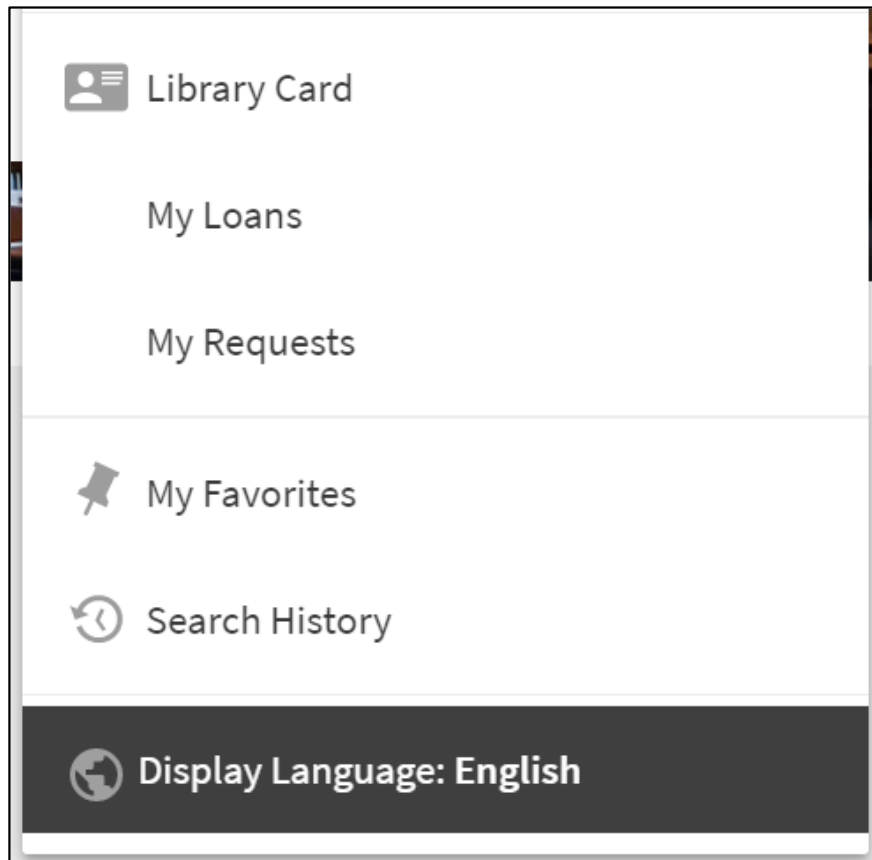 Library Card
My Loans
My Requests
My Favorites
Search History
Display Language: English